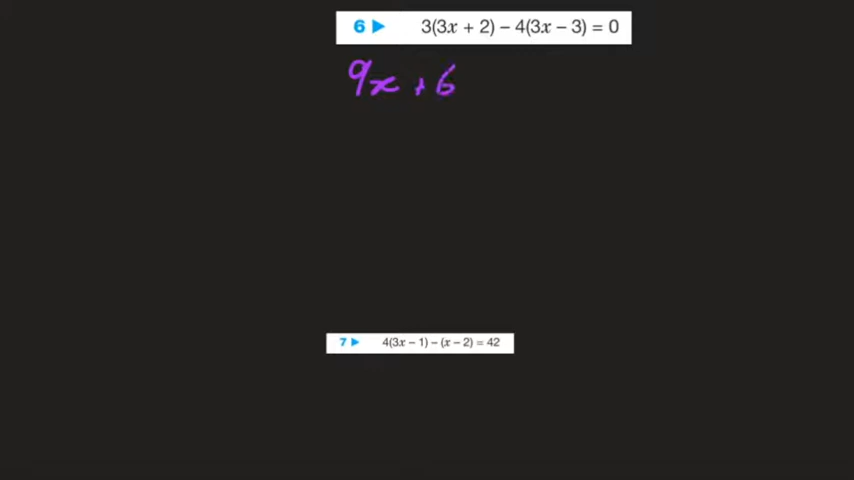 6 ▶ 3(3x + 2) − 4(3x − 3) = 0
9x + 6
7 ▶ 4(3x − 1) − (x − 2) = 42